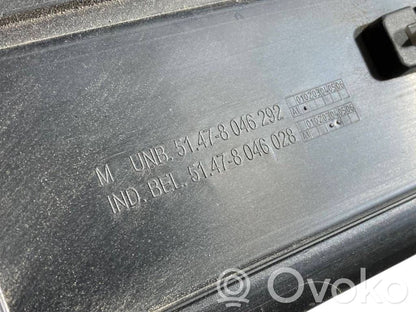 M UNB. 51.47-8 046 292
IND. BEL. 51.47-8 046 028
Ovoko